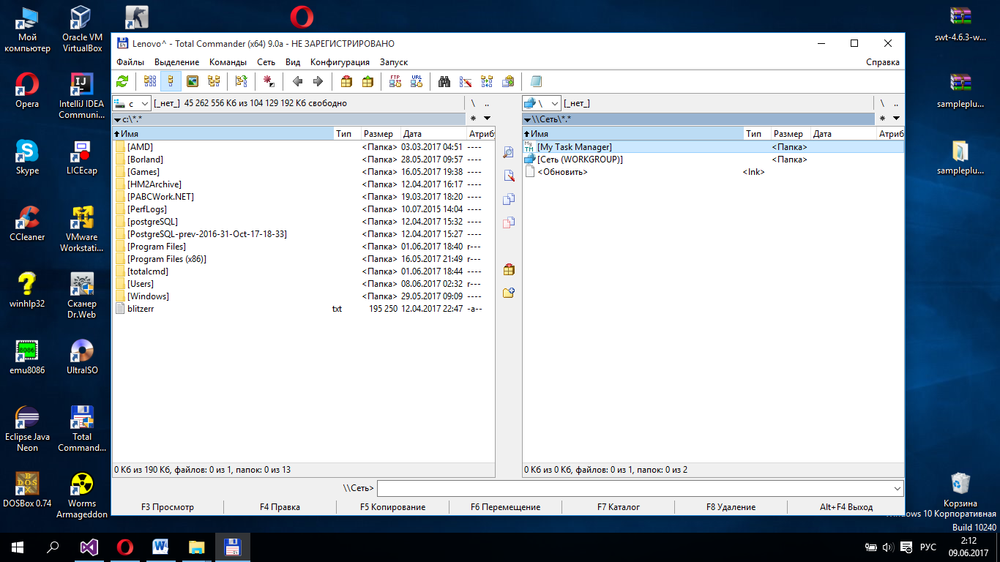 Мой
компьютер
Oracle VM
VirtualBox
Opera
IntelliJ IDEA
Communi...
Skype
LICEcap
CCleaner
VMware
Workstati...
winhlp32
Сканер
Dr.Web
emu8086
UltraISO
Eclipse Java
Neon
Total
Command...
DOSBox 0.74
Worms
Armageddon
swt-4.6.3-w...
sampleplu...
sampleplu...
Корзина
Lenovo^ - Total Commander (x64) 9.0a - НЕ ЗАРЕГИСТРИРОВАНО
Файлы Выделение Команды Сеть Вид Конфигурация Запуск Справка
FTP URL
c [_нет_] 45 262 556 Кб из 104 129 192 Кб свободно \ ..
c:\*.* *
Имя Тип Размер Дата Атриб
[AMD] <Папка> 03.03.2017 04:51 ----
[Borland] <Папка> 28.05.2017 09:57 ----
[Games] <Папка> 16.05.2017 19:38 ----
[HM2Archive] <Папка> 12.04.2017 16:17 ----
[PABCWork.NET] <Папка> 19.03.2017 18:20 ----
[PerfLogs] <Папка> 10.07.2015 14:04 ----
[postgreSQL] <Папка> 12.04.2017 15:32 ----
[PostgreSQL-prev-2016-31-Oct-17-18-33] <Папка> 12.04.2017 15:27 ----
[Program Files] <Папка> 01.06.2017 18:40 r---
[Program Files (x86)] <Папка> 16.05.2017 21:49 r---
[totalcmd] <Папка> 01.06.2017 18:44 ----
[Users] <Папка> 08.06.2017 02:32 r---
[Windows] <Папка> 29.05.2017 09:09 ----
blitzerr txt 195 250 12.04.2017 22:47 -a--
0 Кб из 190 Кб, файлов: 0 из 1, папок: 0 из 13
\ [_нет_] \ ..
\\Сеть\*.* *
Имя Тип Размер Дата Атриб
[My Task Manager] <Папка>
[Сеть (WORKGROUP)] <Папка>
<Обновить> <lnk>
0 Кб из 0 Кб, файлов: 0 из 1, папок: 0 из 2
\\Сеть>
F3 Просмотр F4 Правка F5 Копирование F6 Перемещение F7 Каталог F8 Удаление Alt+F4 Выход
Windows 10 Корпоративная
Build 10240
РУС
2:12
09.06.2017